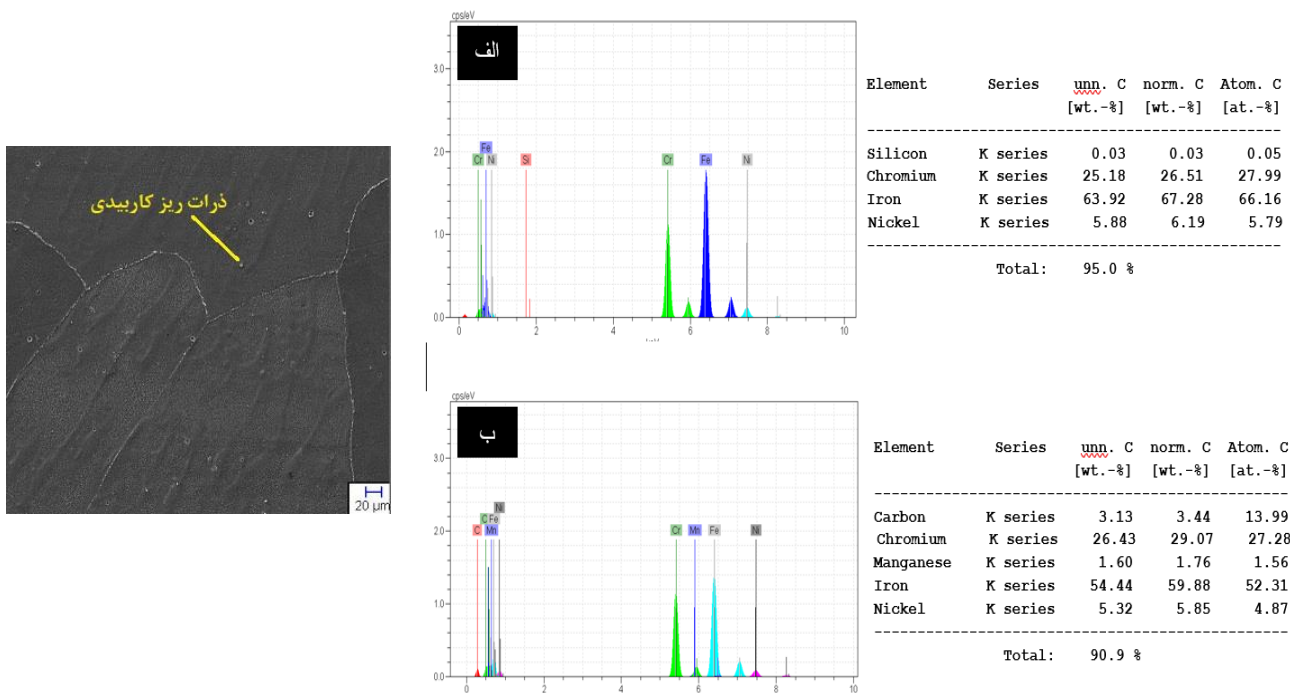 ذرات ریز کاربیدی
20 µm
cps/eV
الف
3.0
2.0
1.0
0.0
Fe
Cr Ni Si Cr Fe Ni
0 2 4 6 8 10
Element Series unn. C norm. C Atom. C
[wt.-%] [wt.-%] [at.-%]
Silicon K series 0.03 0.03 0.05
Chromium K series 25.18 26.51 27.99
Iron K series 63.92 67.28 66.16
Nickel K series 5.88 6.19 5.79
Total: 95.0 %
cps/eV
ب
3.0
2.0
1.0
0.0
Ni
C Fe
C Mn Cr Mn Fe Ni
0 2 4 6 8 10
Element Series unn. C norm. C Atom. C
[wt.-%] [wt.-%] [at.-%]
Carbon K series 3.13 3.44 13.99
Chromium K series 26.43 29.07 27.28
Manganese K series 1.60 1.76 1.56
Iron K series 54.44 59.88 52.31
Nickel K series 5.32 5.85 4.87
Total: 90.9 %